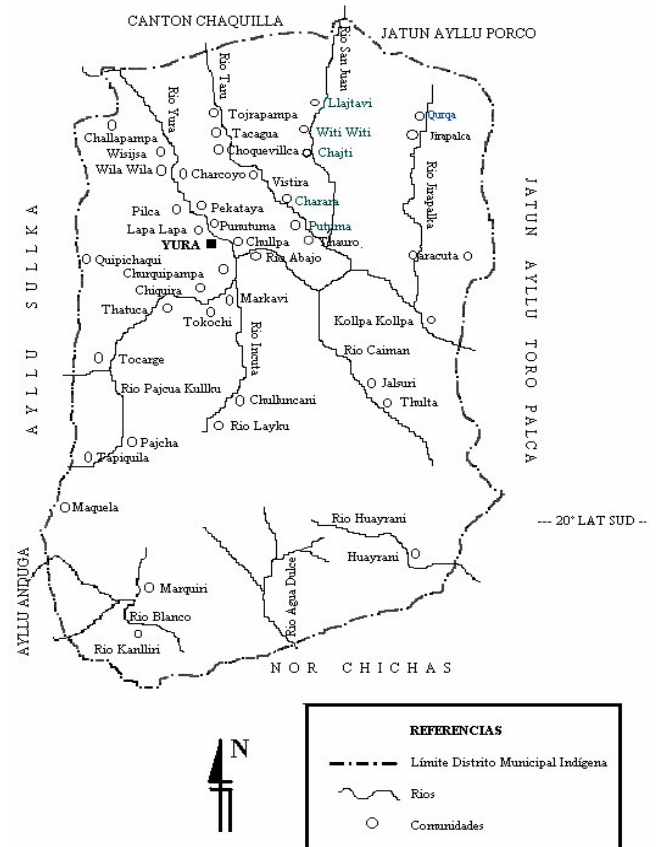 CANTON CHAQUILLA
JATUN AYLLU PORCO
Rio San Juan
Rio Tanu
Rio Yura
Llajtavi
Tojrapampa
Qurqa
Challapampa
Tacagua
Witi Witi
Jirapalca
Wisijsa
Choquevillca
Chajti
Wila Wila
Charcoyo
Vistira
Rio Jirapalka
JATUN AYLLU TORO PALCA
AYLLU SULLKA
Pilca
Pekataya
Charara
Lapa Lapa
Punutuma
Putuma
YURA
Chullpa
Thauro
Quipichaqui
Rio Abajo
Jaracuta
Churquipampa
Chiquira
Markavi
Thatuca
Tokochi
Kollpa Kollpa
Rio Incuta
Rio Caiman
Tocarge
Rio Pajcua Kullku
Jalsuri
Chulluncani
Thulta
Rio Layku
Pajcha
Tapiquila
Maquela
Rio Huayrani
--- 20° LAT SUD --
Huayrani
AYLLU ANDUGA
Marquiri
Rio Agua Dulce
Rio Blanco
Rio Kanlliri
NOR CHICHAS
N
REFERENCIAS
Límite Distrito Municipal Indígena
Rios
Comunidades